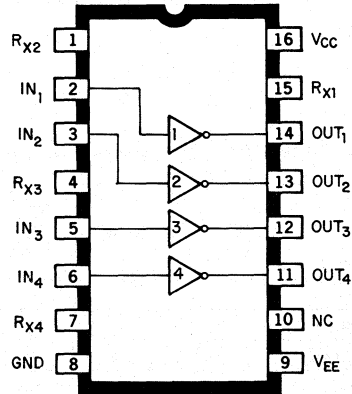 RX2 1 16 VCC
IN1 2 15 RX1
IN2 3 1 14 OUT1
RX3 4 2 13 OUT2
IN3 5 3 12 OUT3
IN4 6 4 11 OUT4
RX4 7 10 NC
GND 8 9 VEE